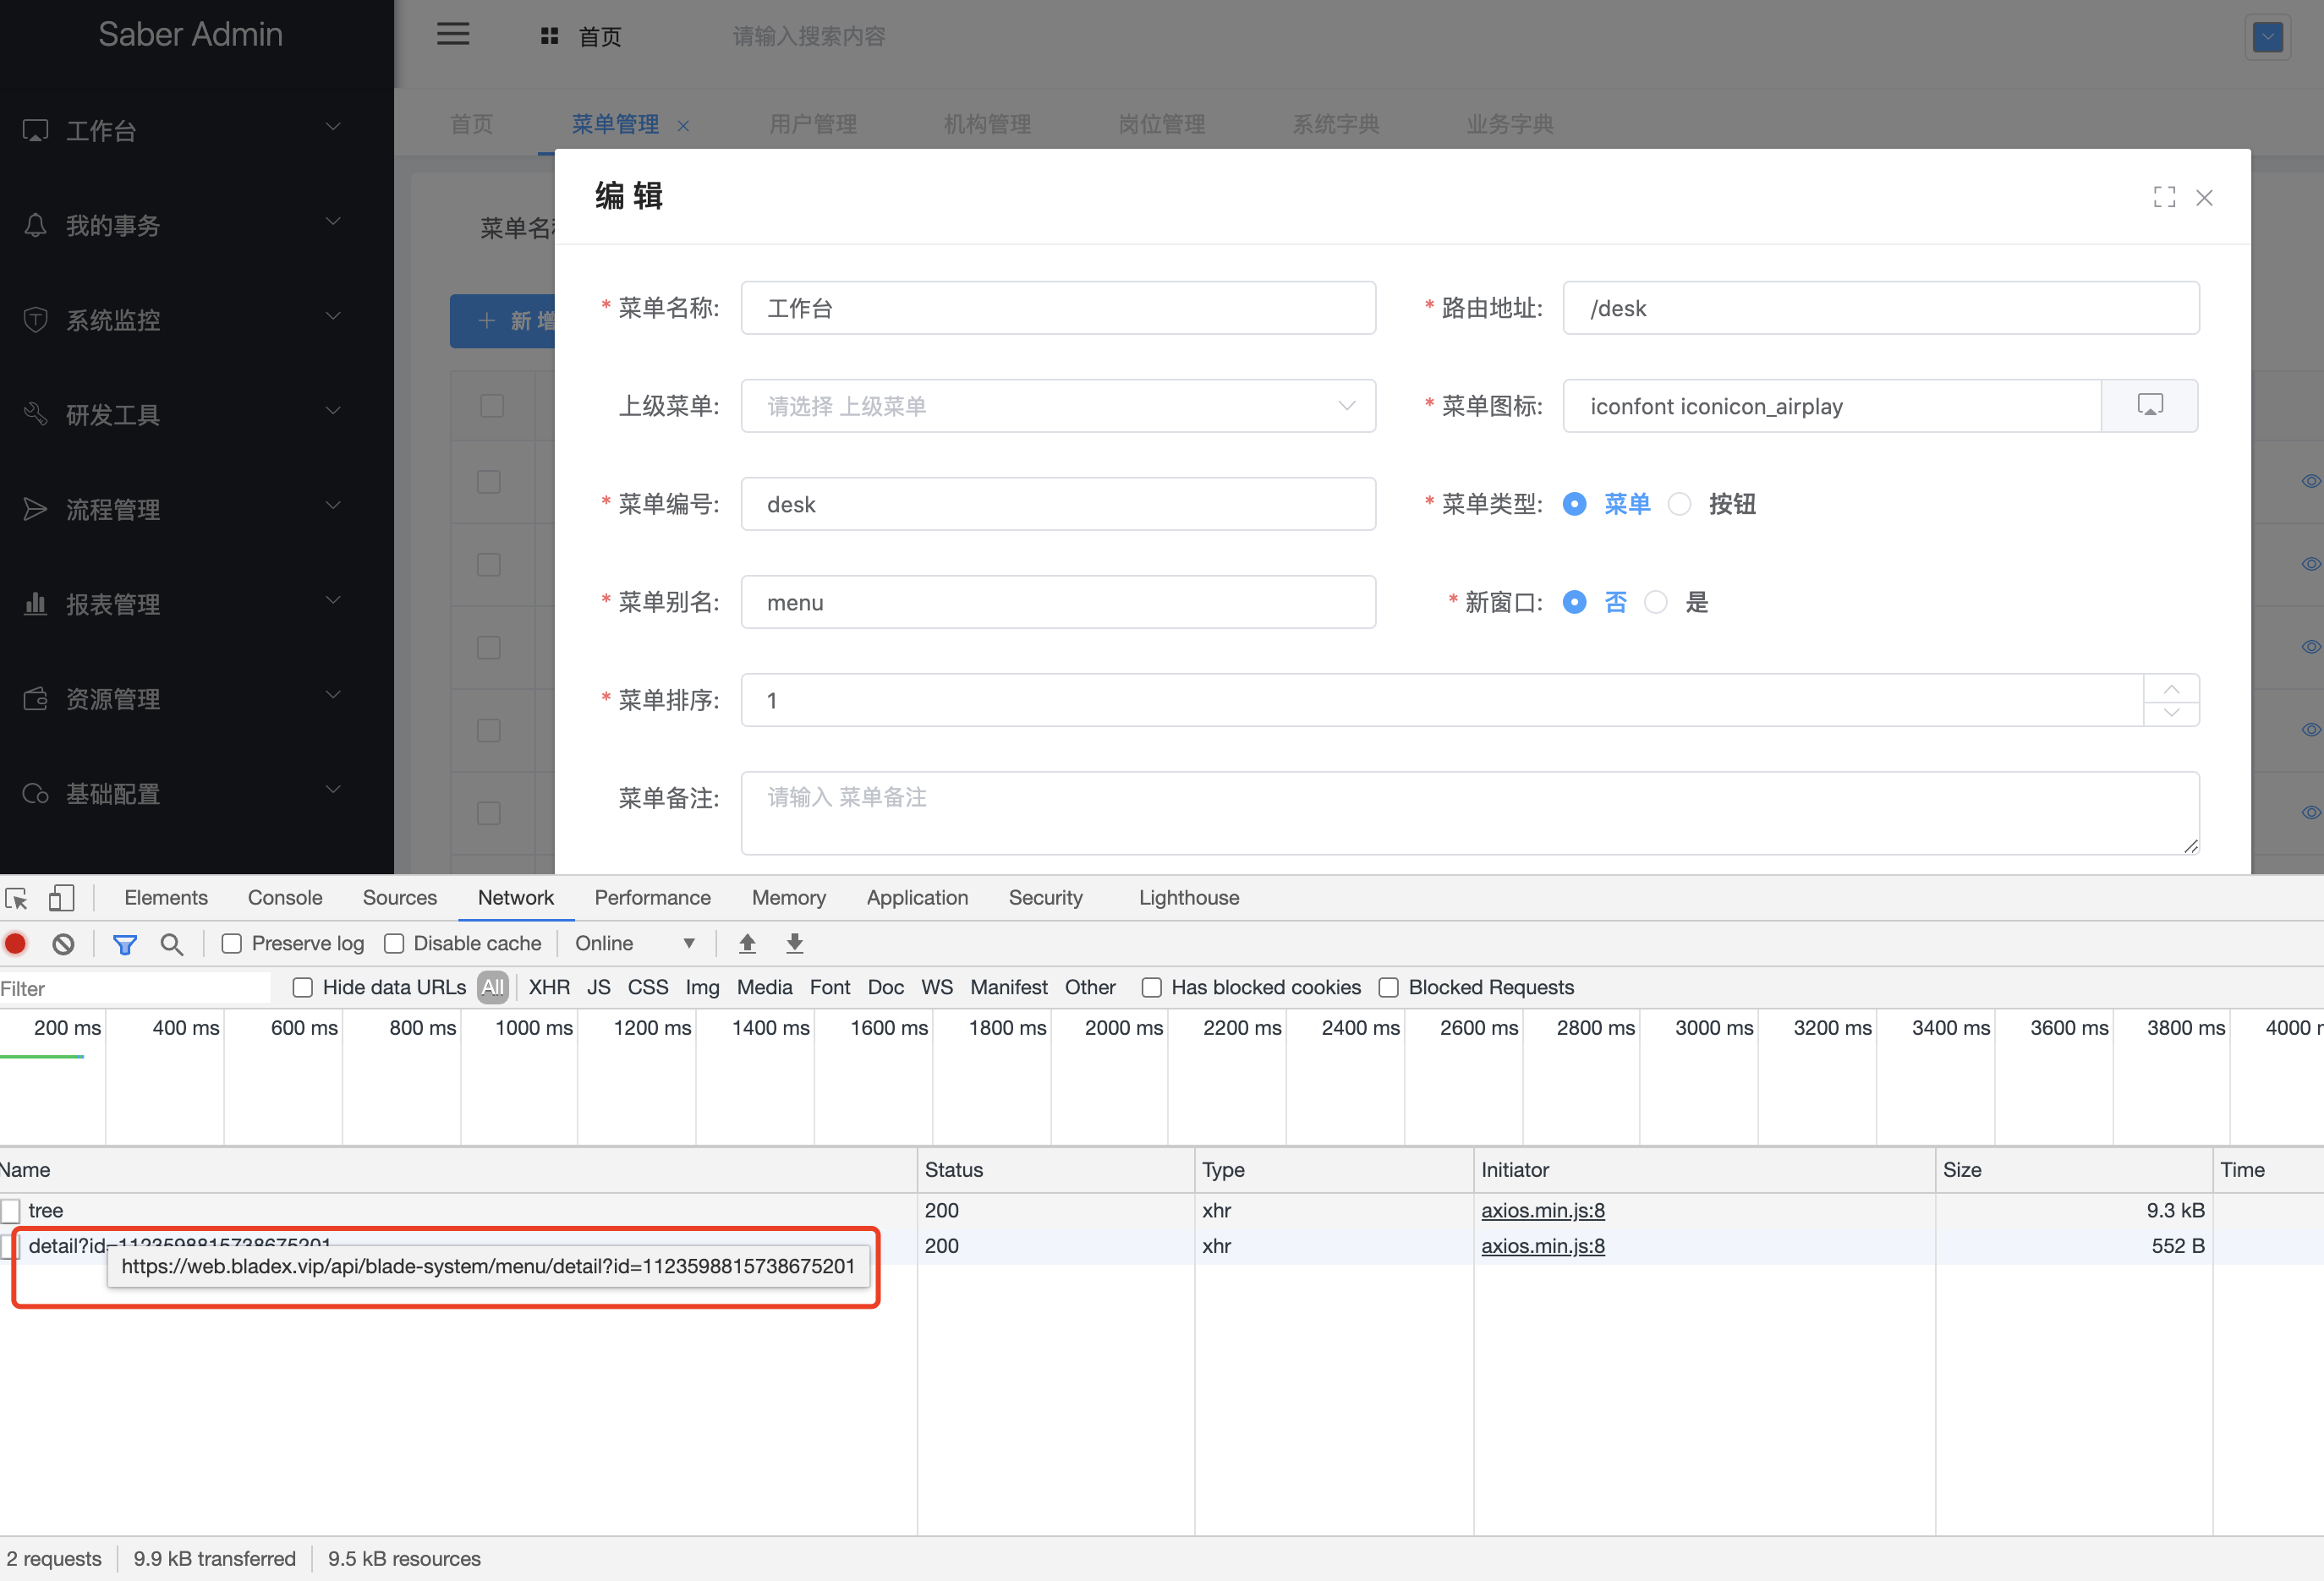 Saber Admin
首页
请输入搜索内容
工作台
我的事务
系统监控
研发工具
流程管理
报表管理
资源管理
基础配置
首页 菜单管理 用户管理 机构管理 岗位管理 系统字典 业务字典
菜单名
新 增
编 辑
* 菜单名称: 工作台
* 路由地址: /desk
上级菜单: 请选择 上级菜单
* 菜单图标: iconfont iconicon_airplay
* 菜单编号: desk
* 菜单类型: 菜单 按钮
* 菜单别名: menu
* 新窗口: 否 是
* 菜单排序: 1
菜单备注: 请输入 菜单备注
Elements Console Sources Network Performance Memory Application Security Lighthouse
Preserve log Disable cache Online
Filter Hide data URLs All XHR JS CSS Img Media Font Doc WS Manifest Other Has blocked cookies Blocked Requests
200 ms 400 ms 600 ms 800 ms 1000 ms 1200 ms 1400 ms 1600 ms 1800 ms 2000 ms 2200 ms 2400 ms 2600 ms 2800 ms 3000 ms 3200 ms 3400 ms 3600 ms 3800 ms 4000
Name Status Type Initiator Size Time
tree 200 xhr axios.min.js:8 9.3 kB
detail?id=1123598815738675201 200 xhr axios.min.js:8 552 B
https://web.bladex.vip/api/blade-system/menu/detail?id=1123598815738675201
2 requests 9.9 kB transferred 9.5 kB resources